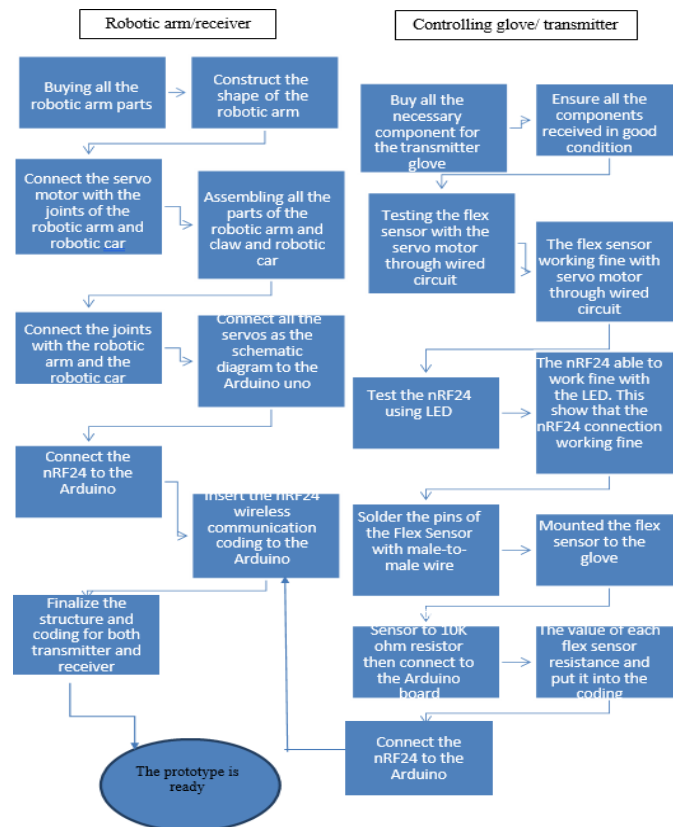 Robotic arm/receiver
Controlling glove/ transmitter
Buying all the
robotic arm parts
Construct the
shape of the
robotic arm
Connect the
servo motor with
the joints of the
robotic arm and
robotic car
Assembling all the
parts of the
robotic arm and
claw and robotic
car
Connect the joints
with the robotic
arm and the
robotic car
Connect all the
servos as the
schematic
diagram to the
Arduino uno
Connect the
nRF24 to the
Arduino
Insert the nRF24
wireless
communication
coding to the
Arduino
Finalize the
structure and
coding for both
transmitter and
receiver
The prototype is
ready
Buy all the
necessary
component for
the transmitter
glove
Ensure all the
components
received in good
condition
Testing the flex
sensor with the
servo motor
through wired
circuit
The flex sensor
working fine with
servo motor
through wired
circuit
Test the nRF24
using LED
The nRF24 able to
work fine with
the LED. This
show that the
nRF24 connection
working fine
Solder the pins of
the Flex Sensor
with male-to-
male wire
Mounted the flex
sensor to the
glove
Sensor to 10K
ohm resistor
then connect to
the Arduino
board
The value of each
flex sensor
resistance and
put it into the
coding
Connect the
nRF24 to the
Arduino